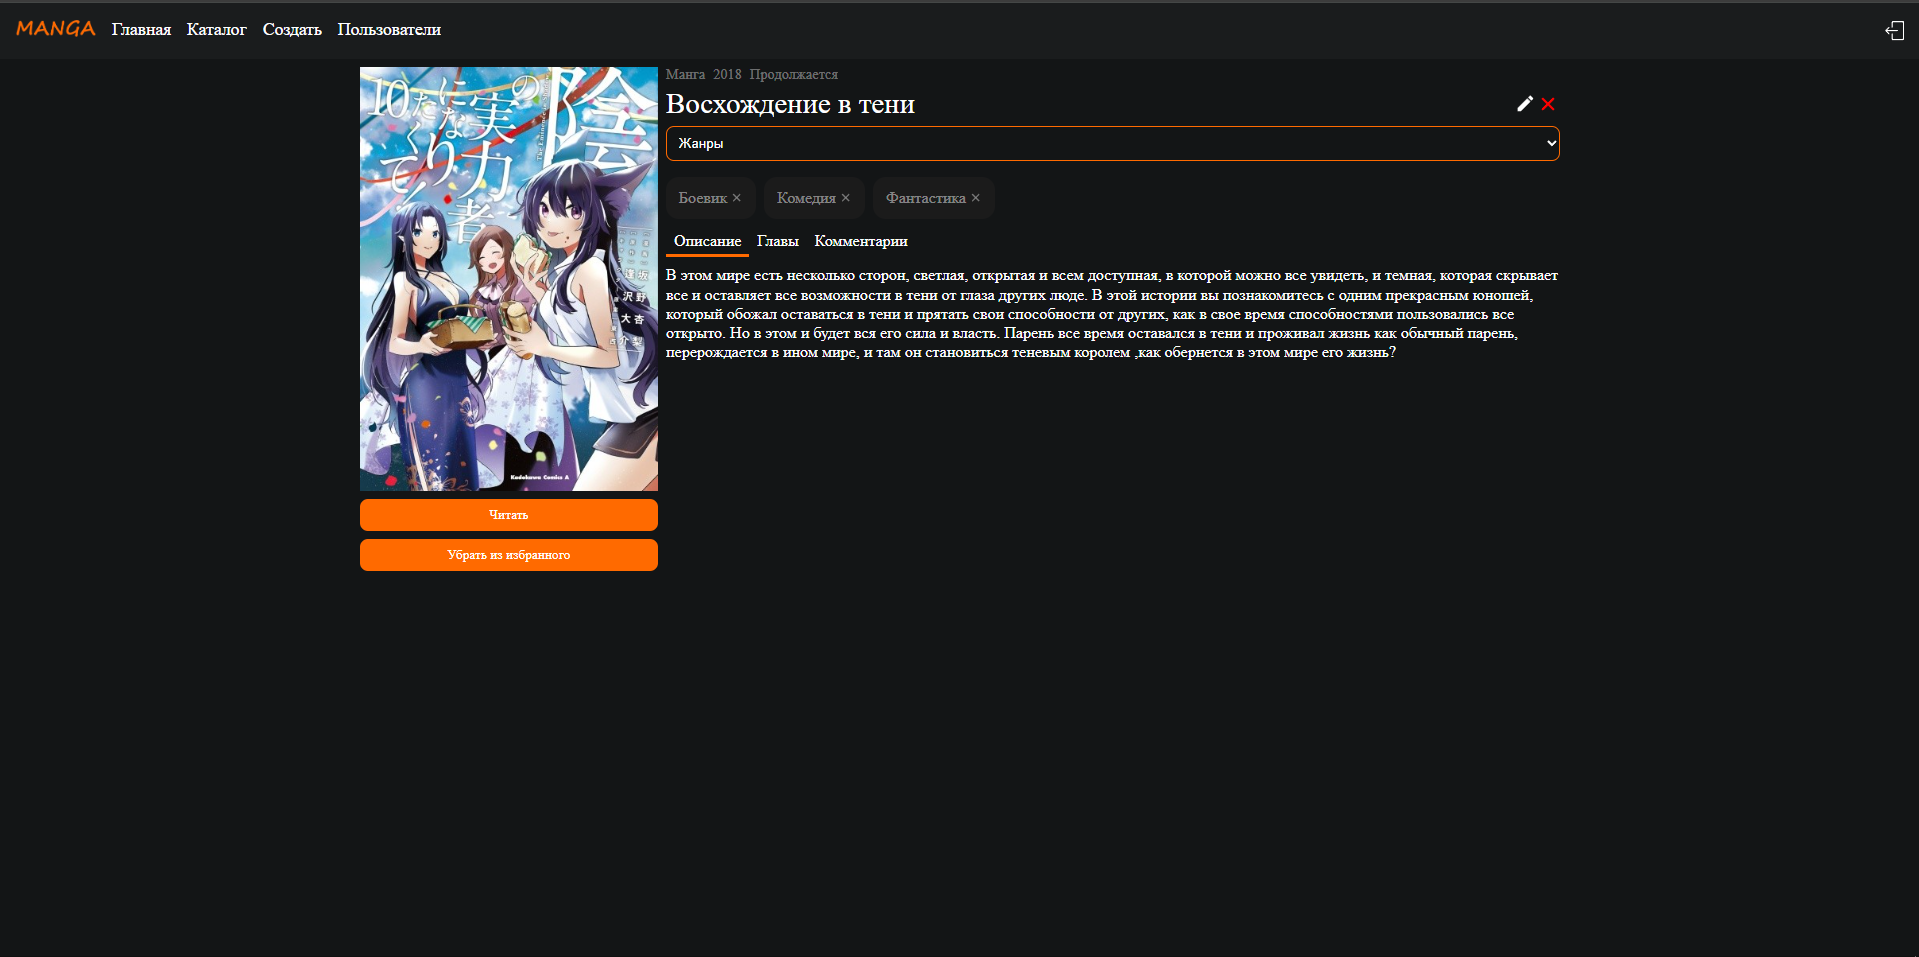 MANGA Главная Каталог Создать Пользователи
Манга 2018 Продолжается
Восхождение в тени
Жанры
Боевик × Комедия × Фантастика ×
Описание Главы Комментарии
В этом мире есть несколько сторон, светлая, открытая и всем доступная, в которой можно все увидеть, и темная, которая скрывает
все и оставляет все возможности в тени от глаза других люде. В этой истории вы познакомитесь с одним прекрасным юношей,
который обожал оставаться в тени и прятать свои способности от других, как в свое время способностями пользовались все
открыто. Но в этом и будет вся его сила и власть. Парень все время оставался в тени и проживал жизнь как обычный парень,
перерождается в ином мире, и там он становиться теневым королем ,как обернется в этом мире его жизнь?
陰
の
実力者
に
な
り
た
く
て!
10
The Eminence in Shadow
逢坂
沢野
大杏
介梨
Kadokawa Comics A
Читать
Убрать из избранного